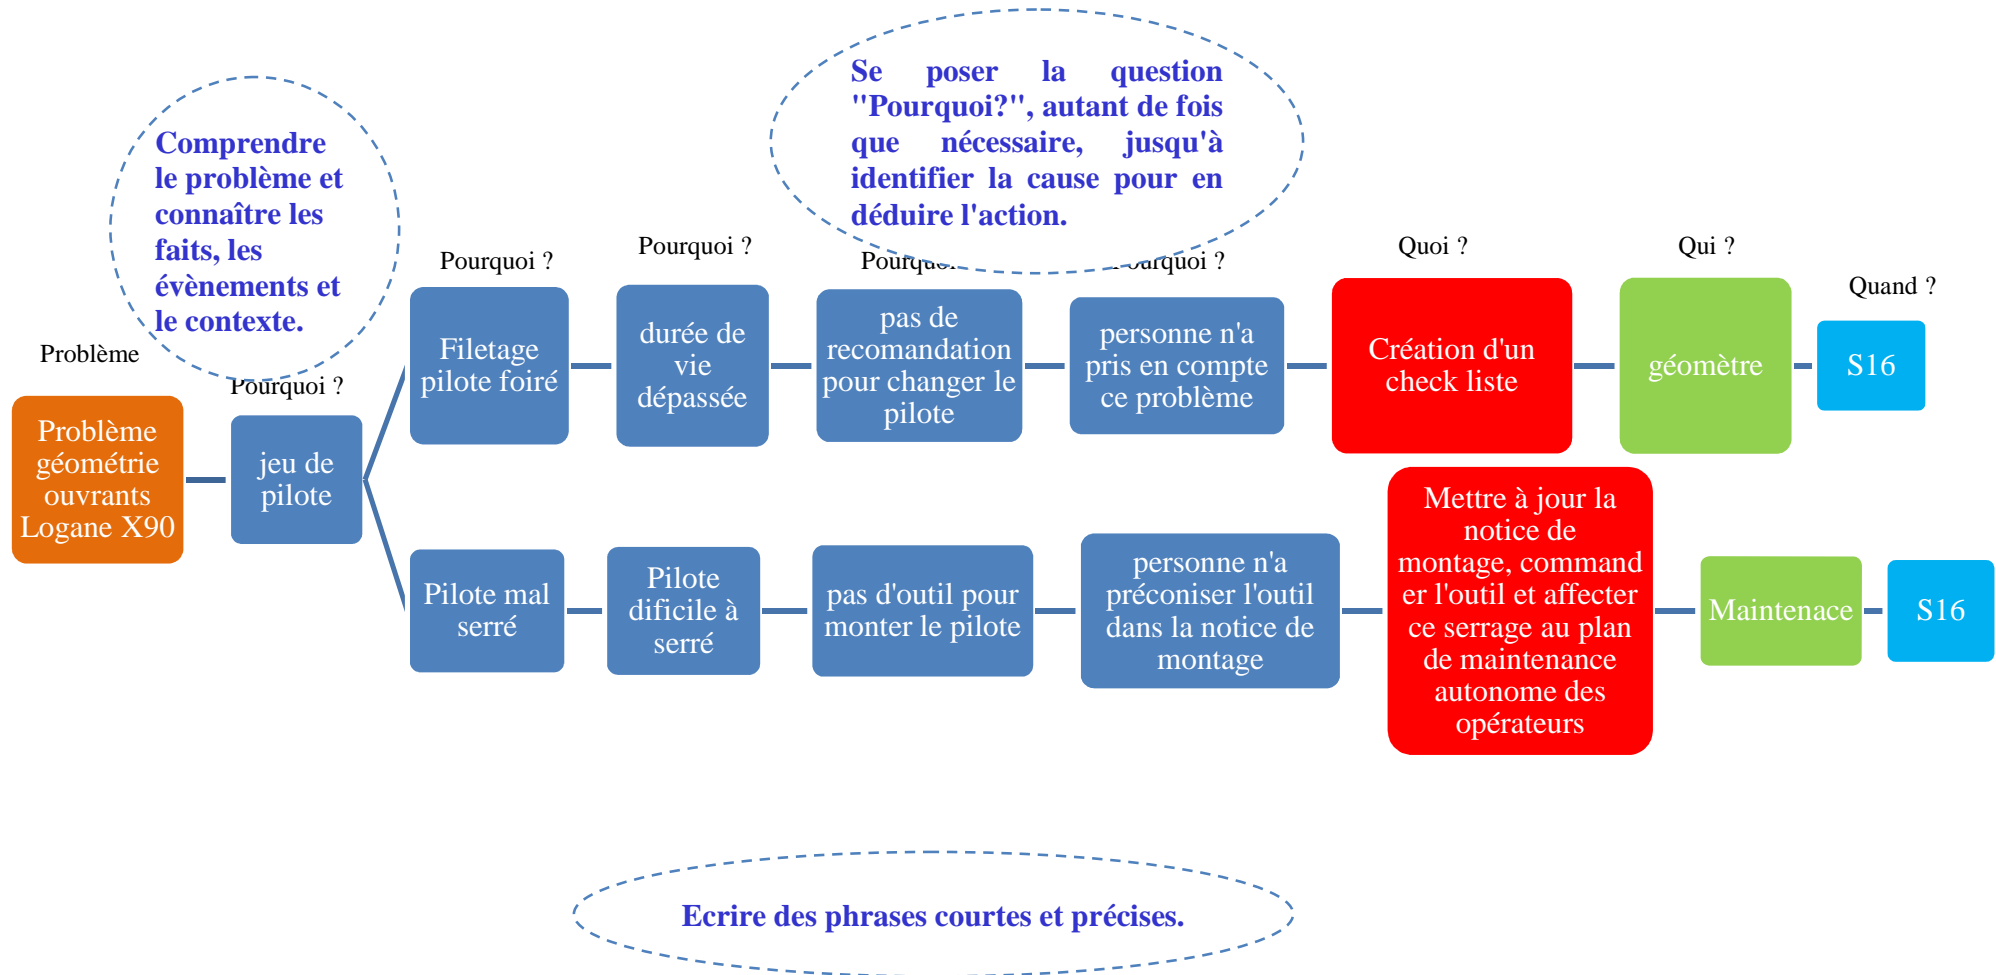 Se poser la question
"Pourquoi?", autant de fois
que nécessaire, jusqu'à
identifier la cause pour en
déduire l'action.
Comprendre
le problème et
connaître les
faits, les
évènements et
le contexte.
Problème
Pourquoi ?
Pourquoi ?
Pourquoi ?
Quoi ?
Qui ?
Quand ?
Problème
géométrie
ouvrants
Logane X90
jeu de
pilote
Filetage
pilote foiré
durée de
vie
dépassée
pas de
recomandation
pour changer le
pilote
personne n'a
pris en compte
ce problème
Création d'un
check liste
géomètre
S16
Pilote mal
serré
Pilote
dificile à
serré
pas d'outil pour
monter le pilote
personne n'a
préconiser l'outil
dans la notice de
montage
Mettre à jour la
notice de
montage, command
er l'outil et affecter
ce serrage au plan
de maintenance
autonome des
opérateurs
Maintenace
S16
Ecrire des phrases courtes et précises.